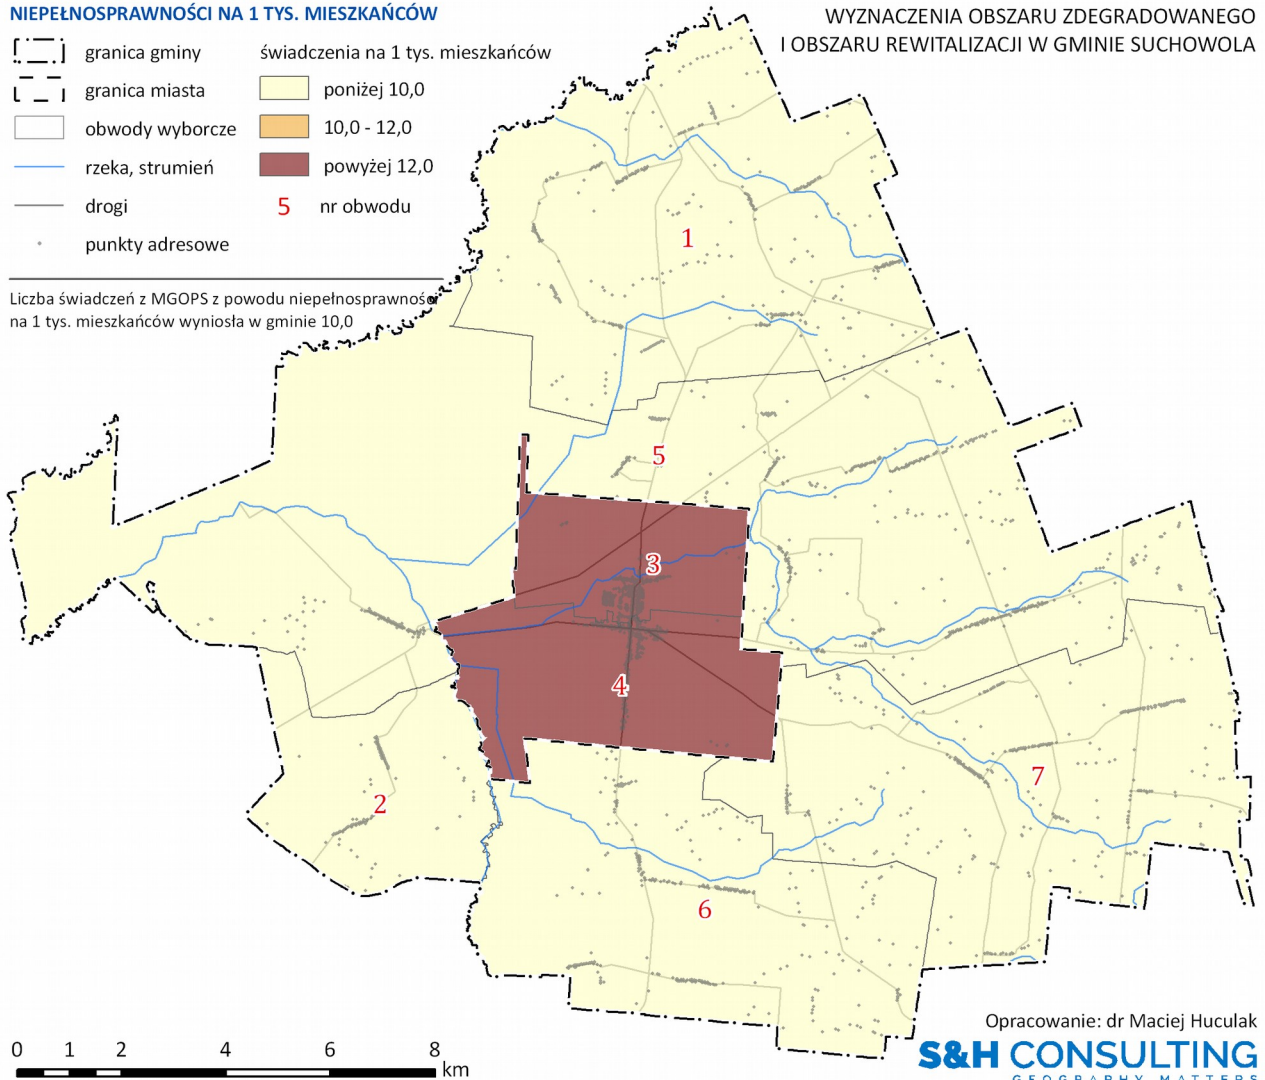 NIEPEŁNOSPRAWNOŚCI NA 1 TYS. MIESZKAŃCÓW
WYZNACZENIA OBSZARU ZDEGRADOWANEGO
I OBSZARU REWITALIZACJI W GMINIE SUCHOWOLA
granica gminy
granica miasta
obwody wyborcze
rzeka, strumień
drogi
punkty adresowe
świadczenia na 1 tys. mieszkańców
poniżej 10,0
10,0 - 12,0
powyżej 12,0
5 nr obwodu
Liczba świadczeń z MGOPS z powodu niepełnosprawności
na 1 tys. mieszkańców wyniosła w gminie 10,0
1
5
3
4
2
7
6
0 1 2 4 6 8 km
Opracowanie: dr Maciej Huculak
S&H CONSULTING
GEOGRAPHY MATTERS